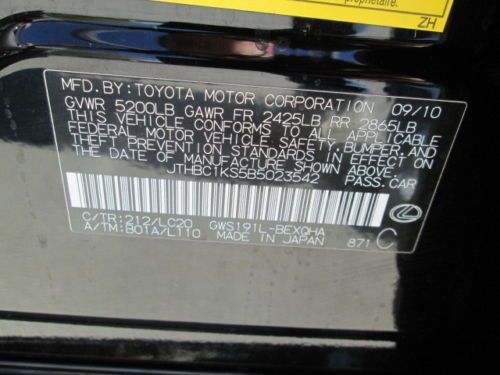 propriétaire.
ZH
MFD. BY: TOYOTA MOTOR CORPORATION 09/10
GVWR 5200LB GAWR FR 2425LB RR 2865LB
THIS VEHICLE CONFORMS TO ALL APPLICABLE
FEDERAL MOTOR VEHICLE SAFETY, BUMPER, AND
THEFT PREVENTION STANDARDS IN EFFECT ON
THE DATE OF MANUFACTURE SHOWN ABOVE.
JTHBC1KS5B5023542 PASS.CAR
C/TR:212/LC20 GWS191L-BEXQHA
A/TM:B01A/L110 MADE IN JAPAN 871 C